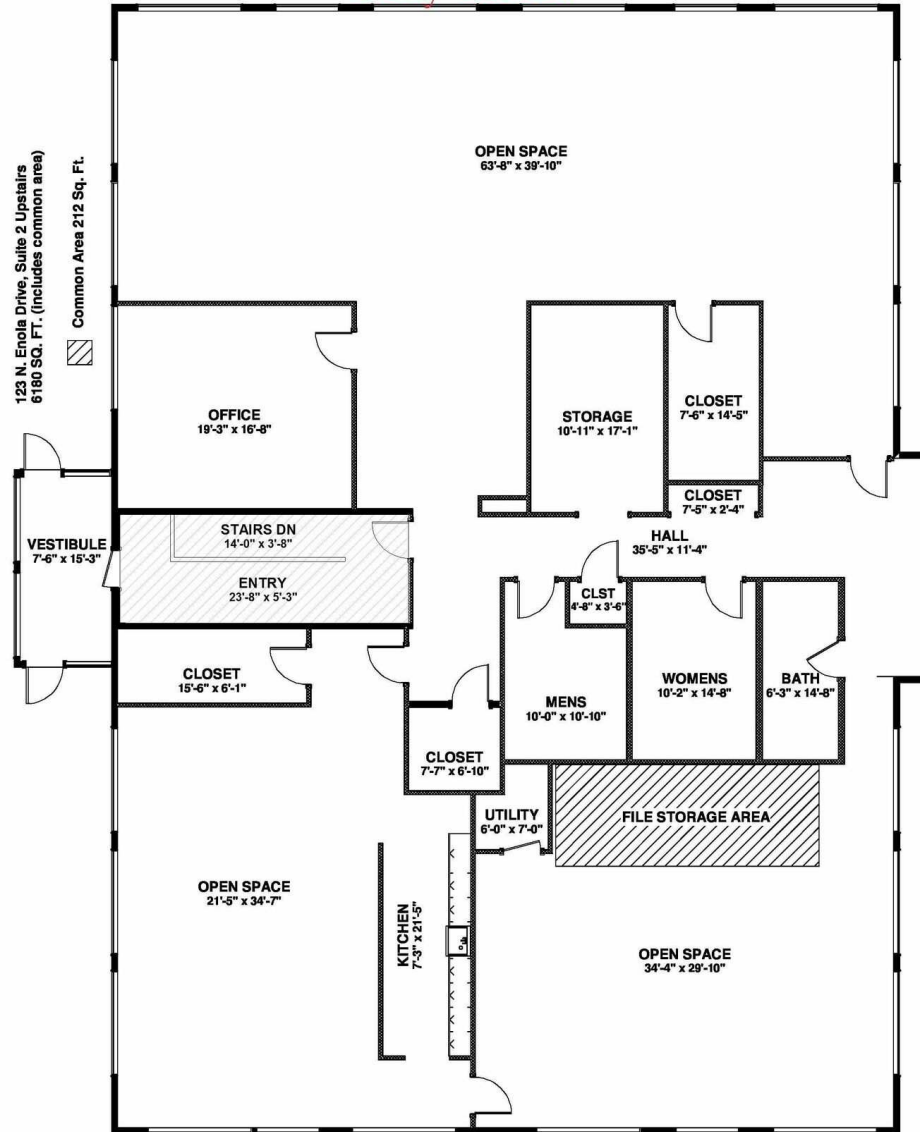 123 N. Enola Drive, Suite 2 Upstairs
6180 SQ. FT. (includes common area)
Common Area 212 Sq. Ft.
OPEN SPACE
63'-8" x 39'-10"
OFFICE
19'-3" x 16'-8"
STORAGE
10'-11" x 17'-1"
CLOSET
7'-6" x 14'-5"
CLOSET
7'-5" x 2'-4"
HALL
35'-5" x 11'-4"
VESTIBULE
7'-6" x 15'-3"
STAIRS DN
14'-0" x 3'-8"
ENTRY
23'-8" x 5'-3"
CLST
4'-8" x 3'-6"
CLOSET
15'-6" x 6'-1"
MENS
10'-0" x 10'-10"
WOMENS
10'-2" x 14'-8"
BATH
6'-3" x 14'-8"
CLOSET
7'-7" x 6'-10"
UTILITY
6'-0" x 7'-0"
FILE STORAGE AREA
OPEN SPACE
21'-5" x 34'-7"
KITCHEN
7'-3" x 21'-5"
OPEN SPACE
34'-4" x 29'-10"